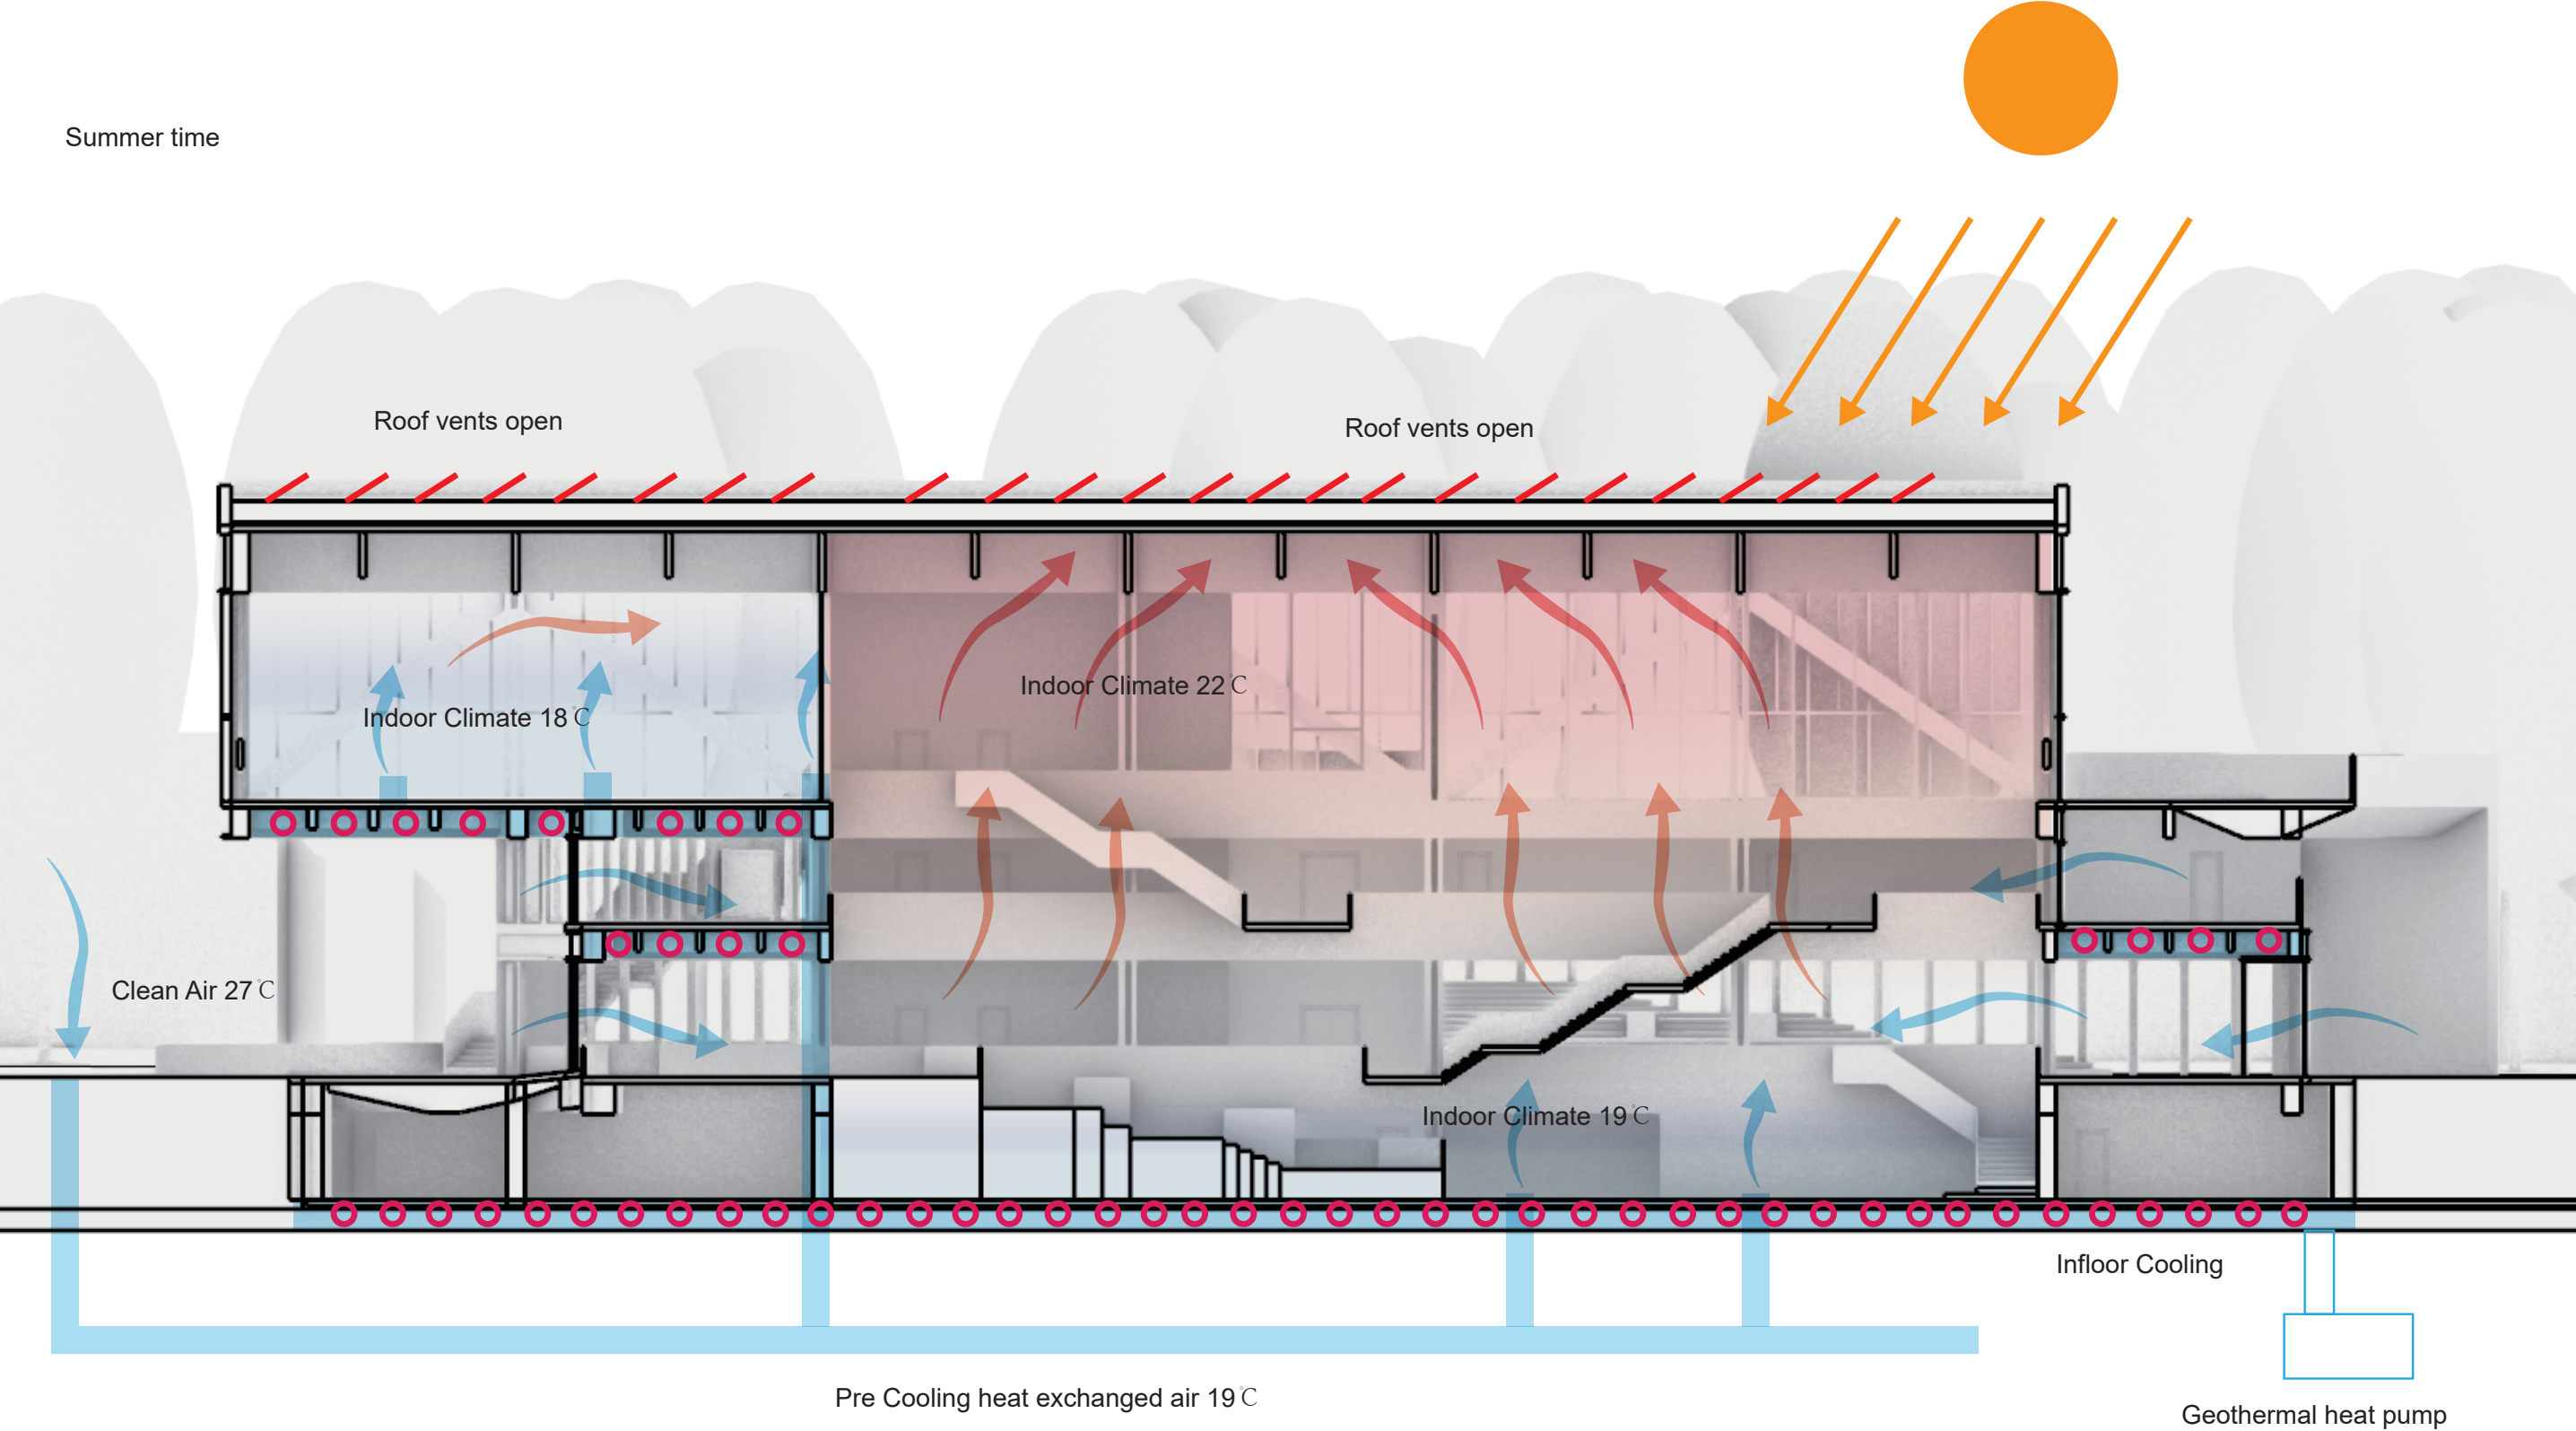 Summer time
Roof vents open
Roof vents open
Indoor Climate 22℃
Indoor Climate 18℃
Clean Air 27℃
Indoor Climate 19℃
Infloor Cooling
Pre Cooling heat exchanged air 19℃
Geothermal heat pump